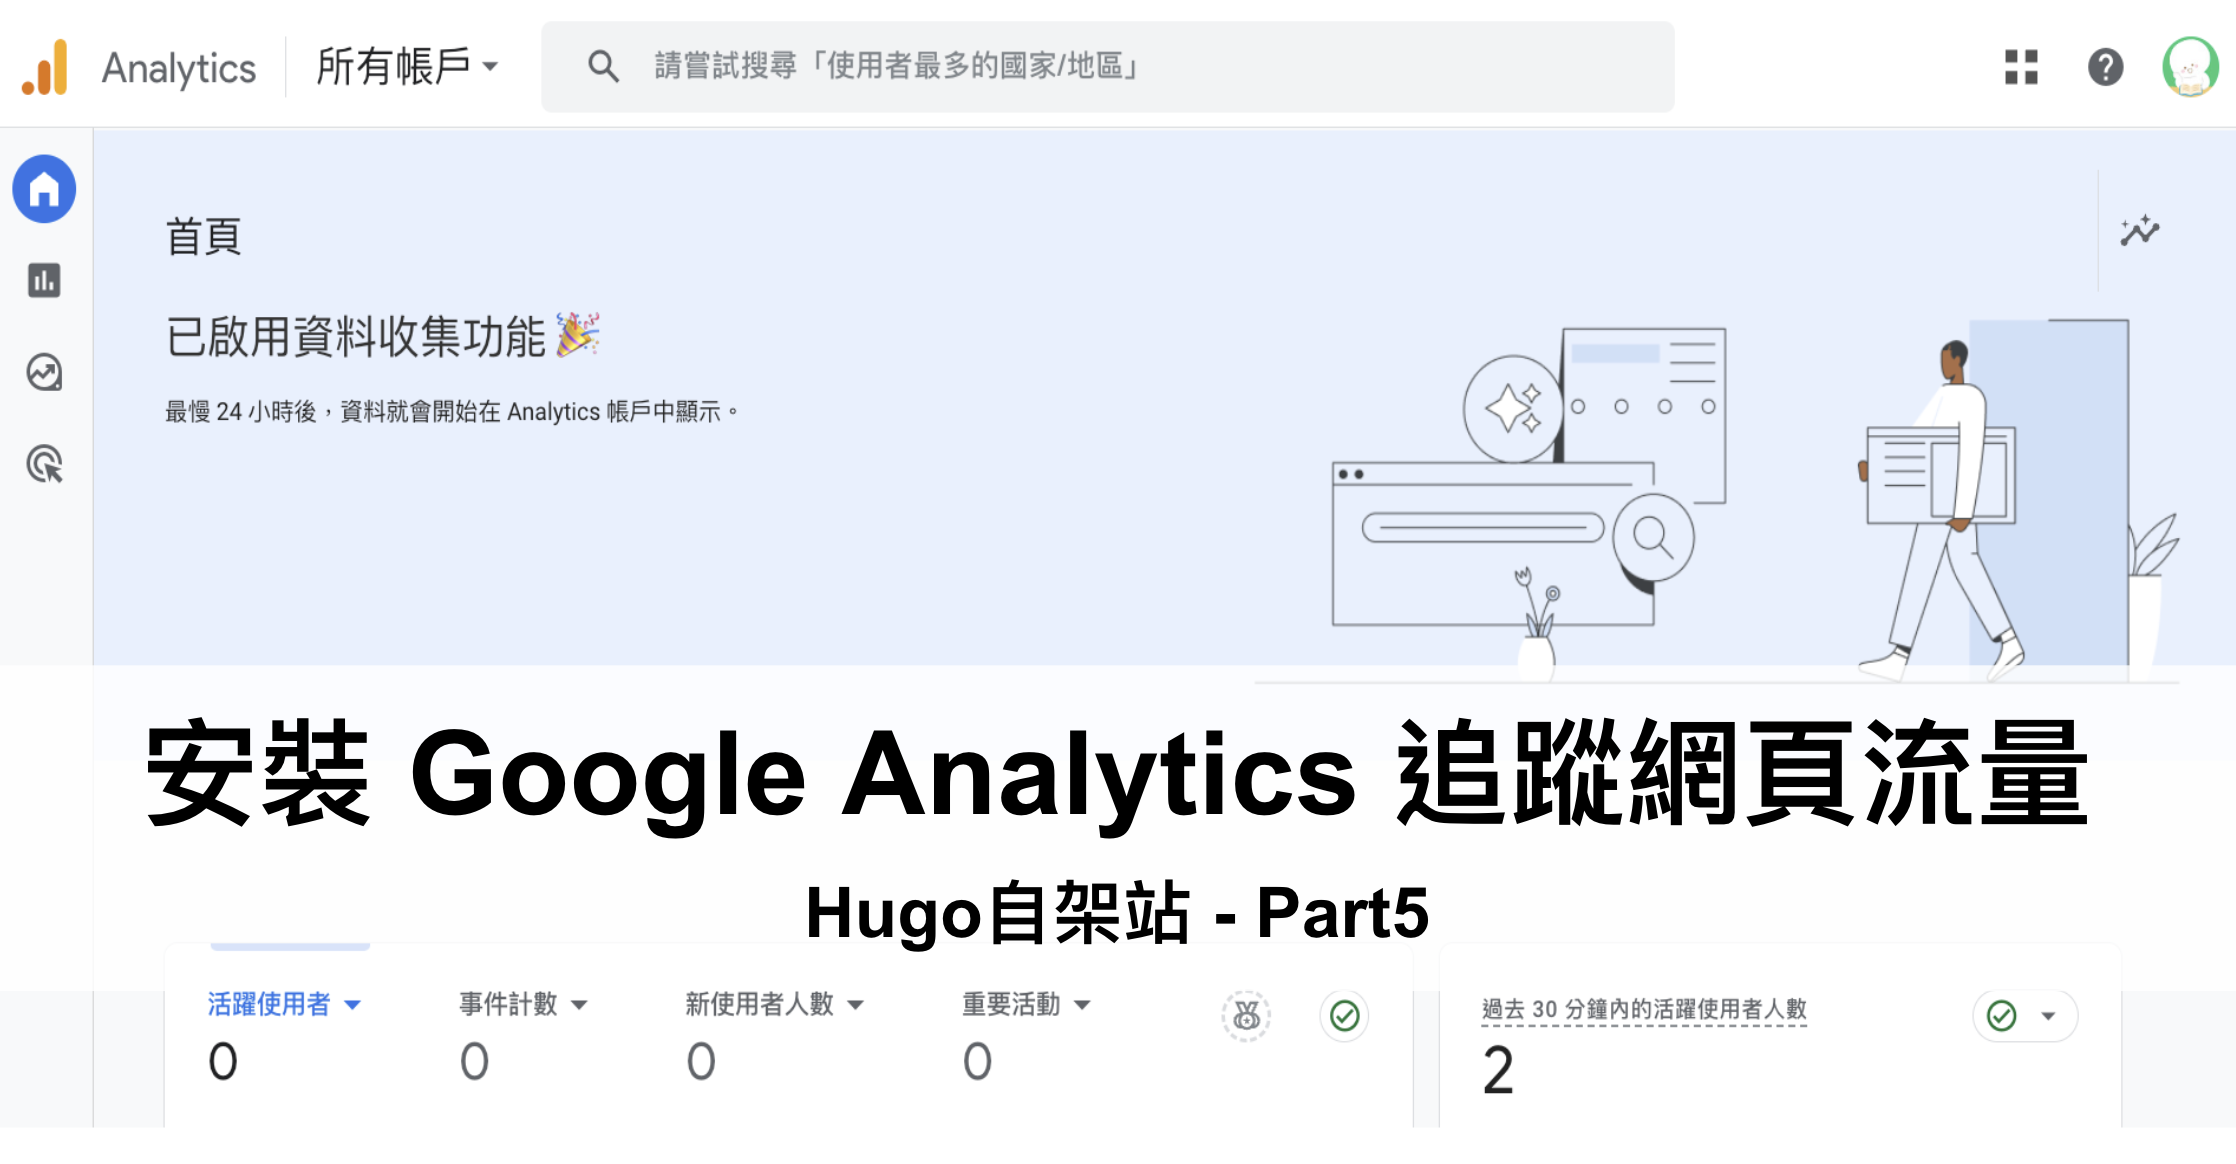 Analytics
所有帳戶
請嘗試搜尋「使用者最多的國家/地區」
首頁
已啟用資料收集功能🎉
最慢 24 小時後，資料就會開始在 Analytics 帳戶中顯示。
安裝 Google Analytics 追蹤網頁流量
Hugo自架站 - Part5
活躍使用者
0
事件計數
0
新使用者人數
0
重要活動
0
過去 30 分鐘內的活躍使用者人數
2